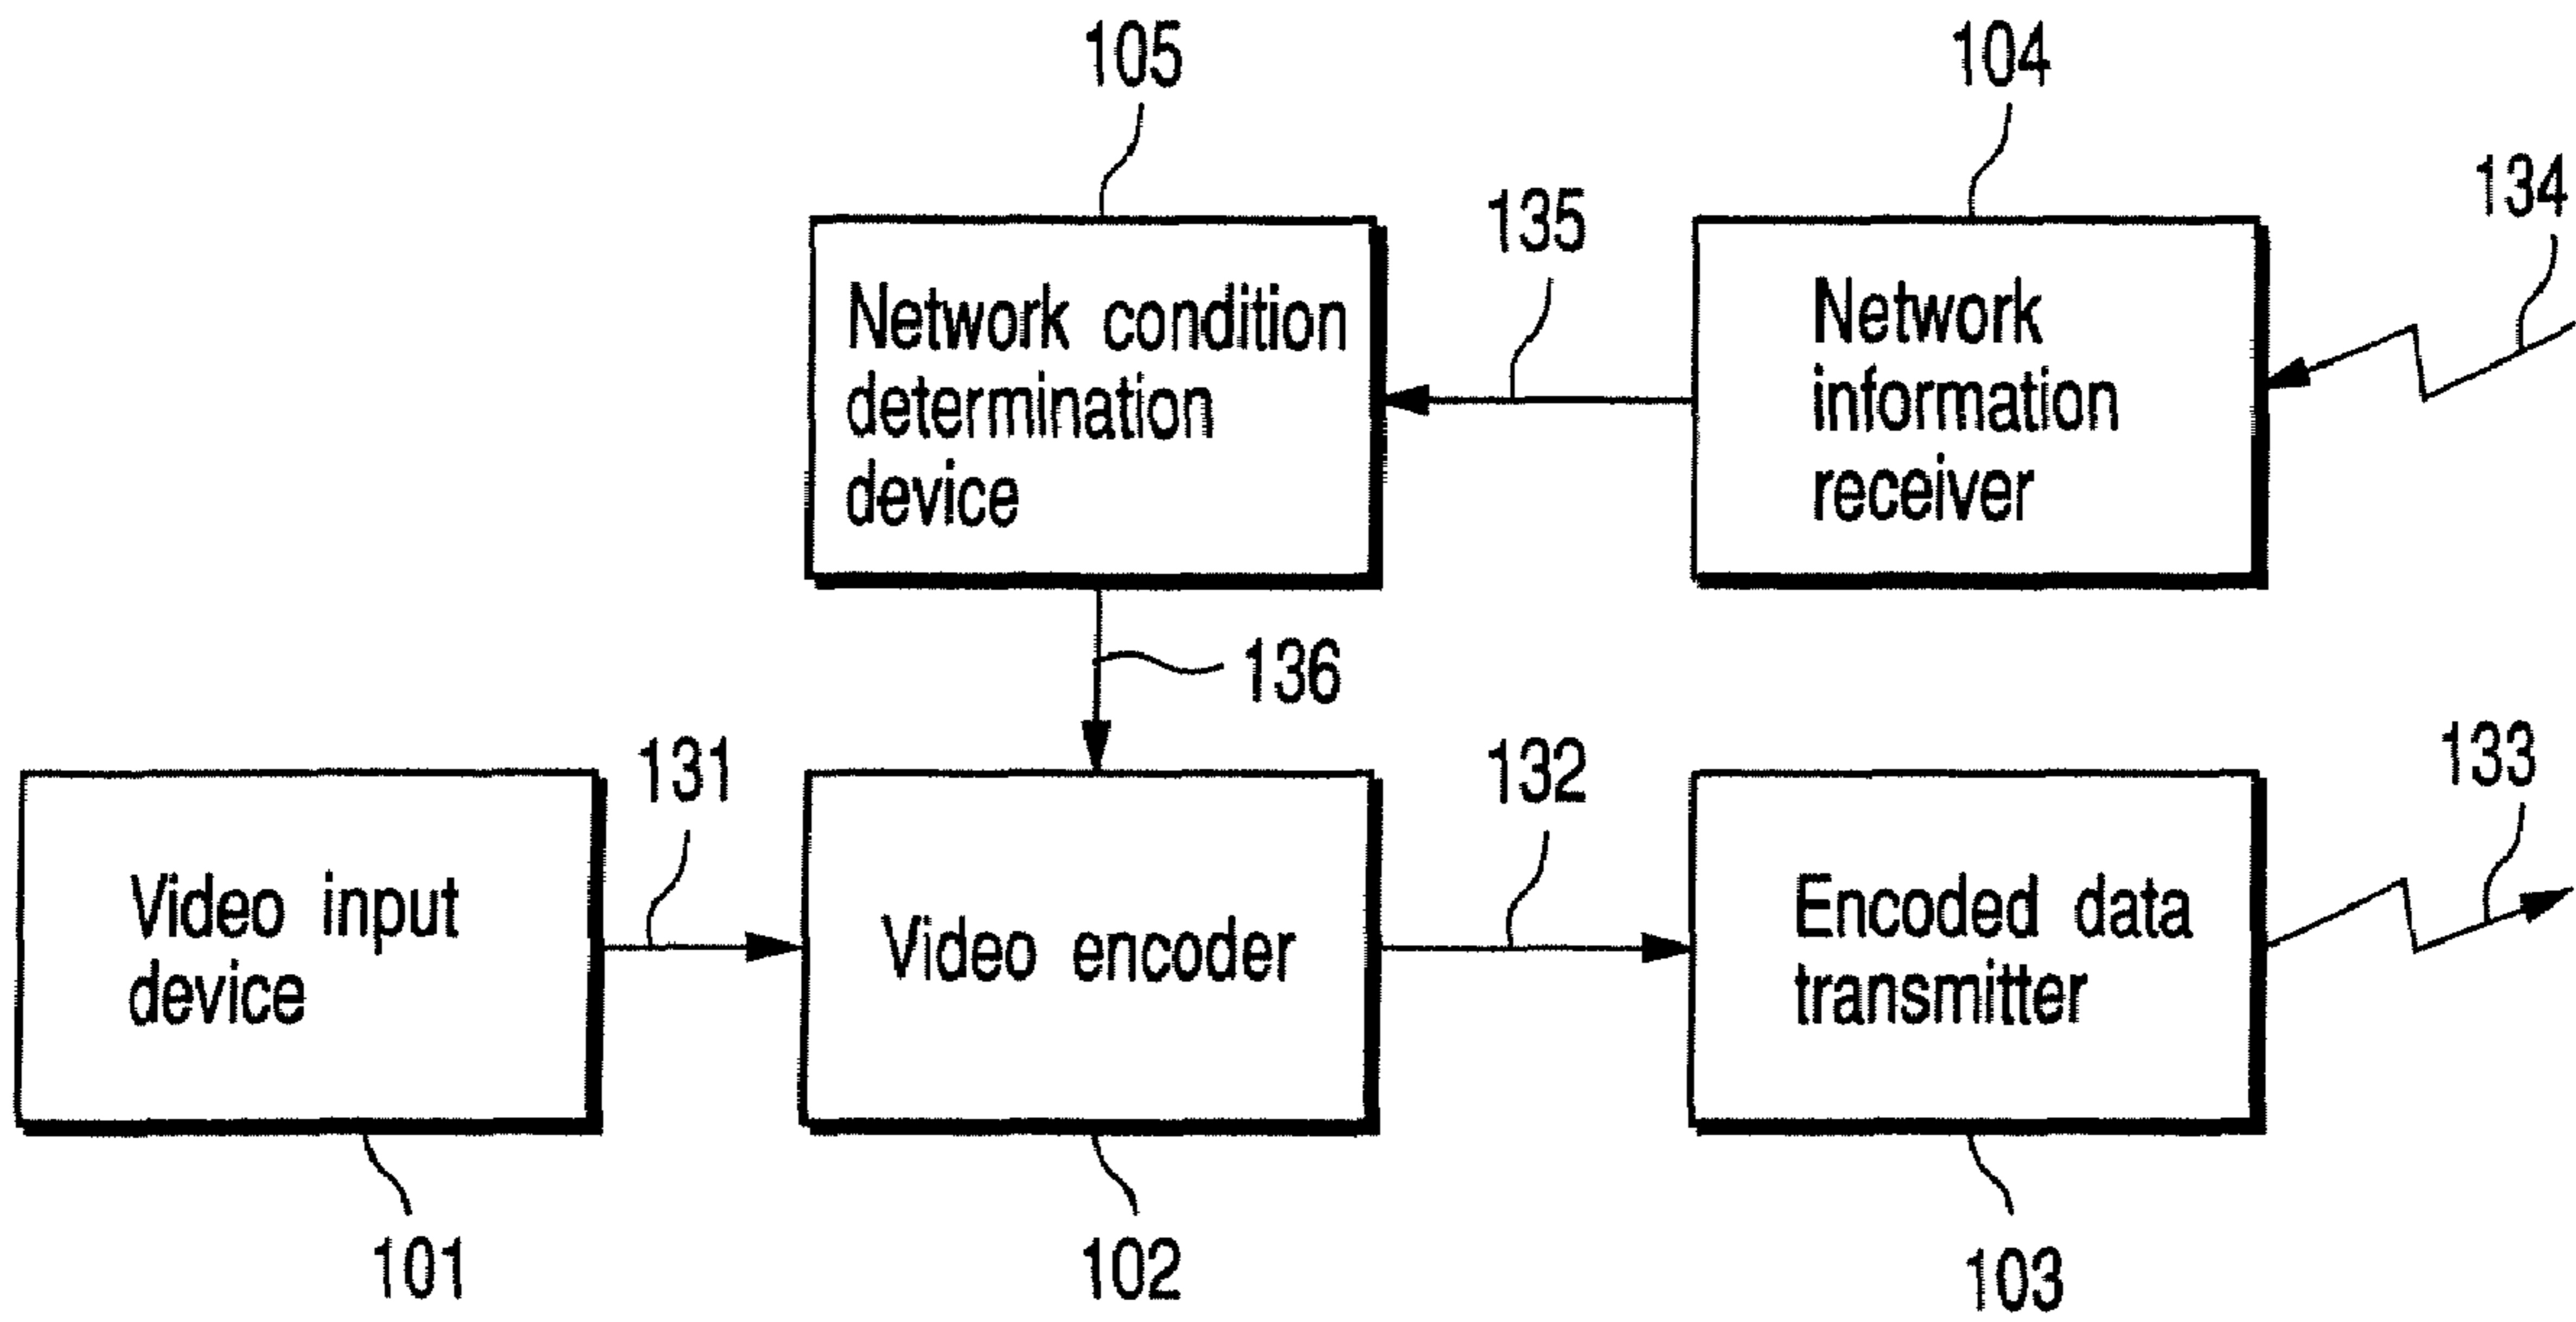 105
104
134
135
Network condition
determination
device
Network
information
receiver
136
131
132
133
Video input
device
Video encoder
Encoded data
transmitter
101
102
103